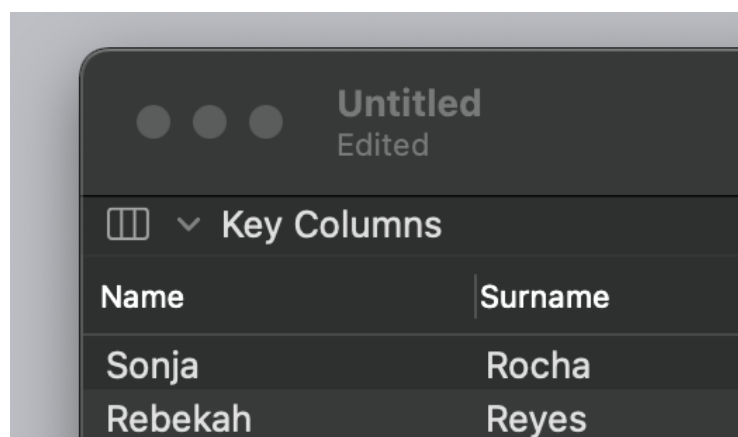 Untitled
Edited
Key Columns
Name Surname
Sonja Rocha
Rebekah Reyes